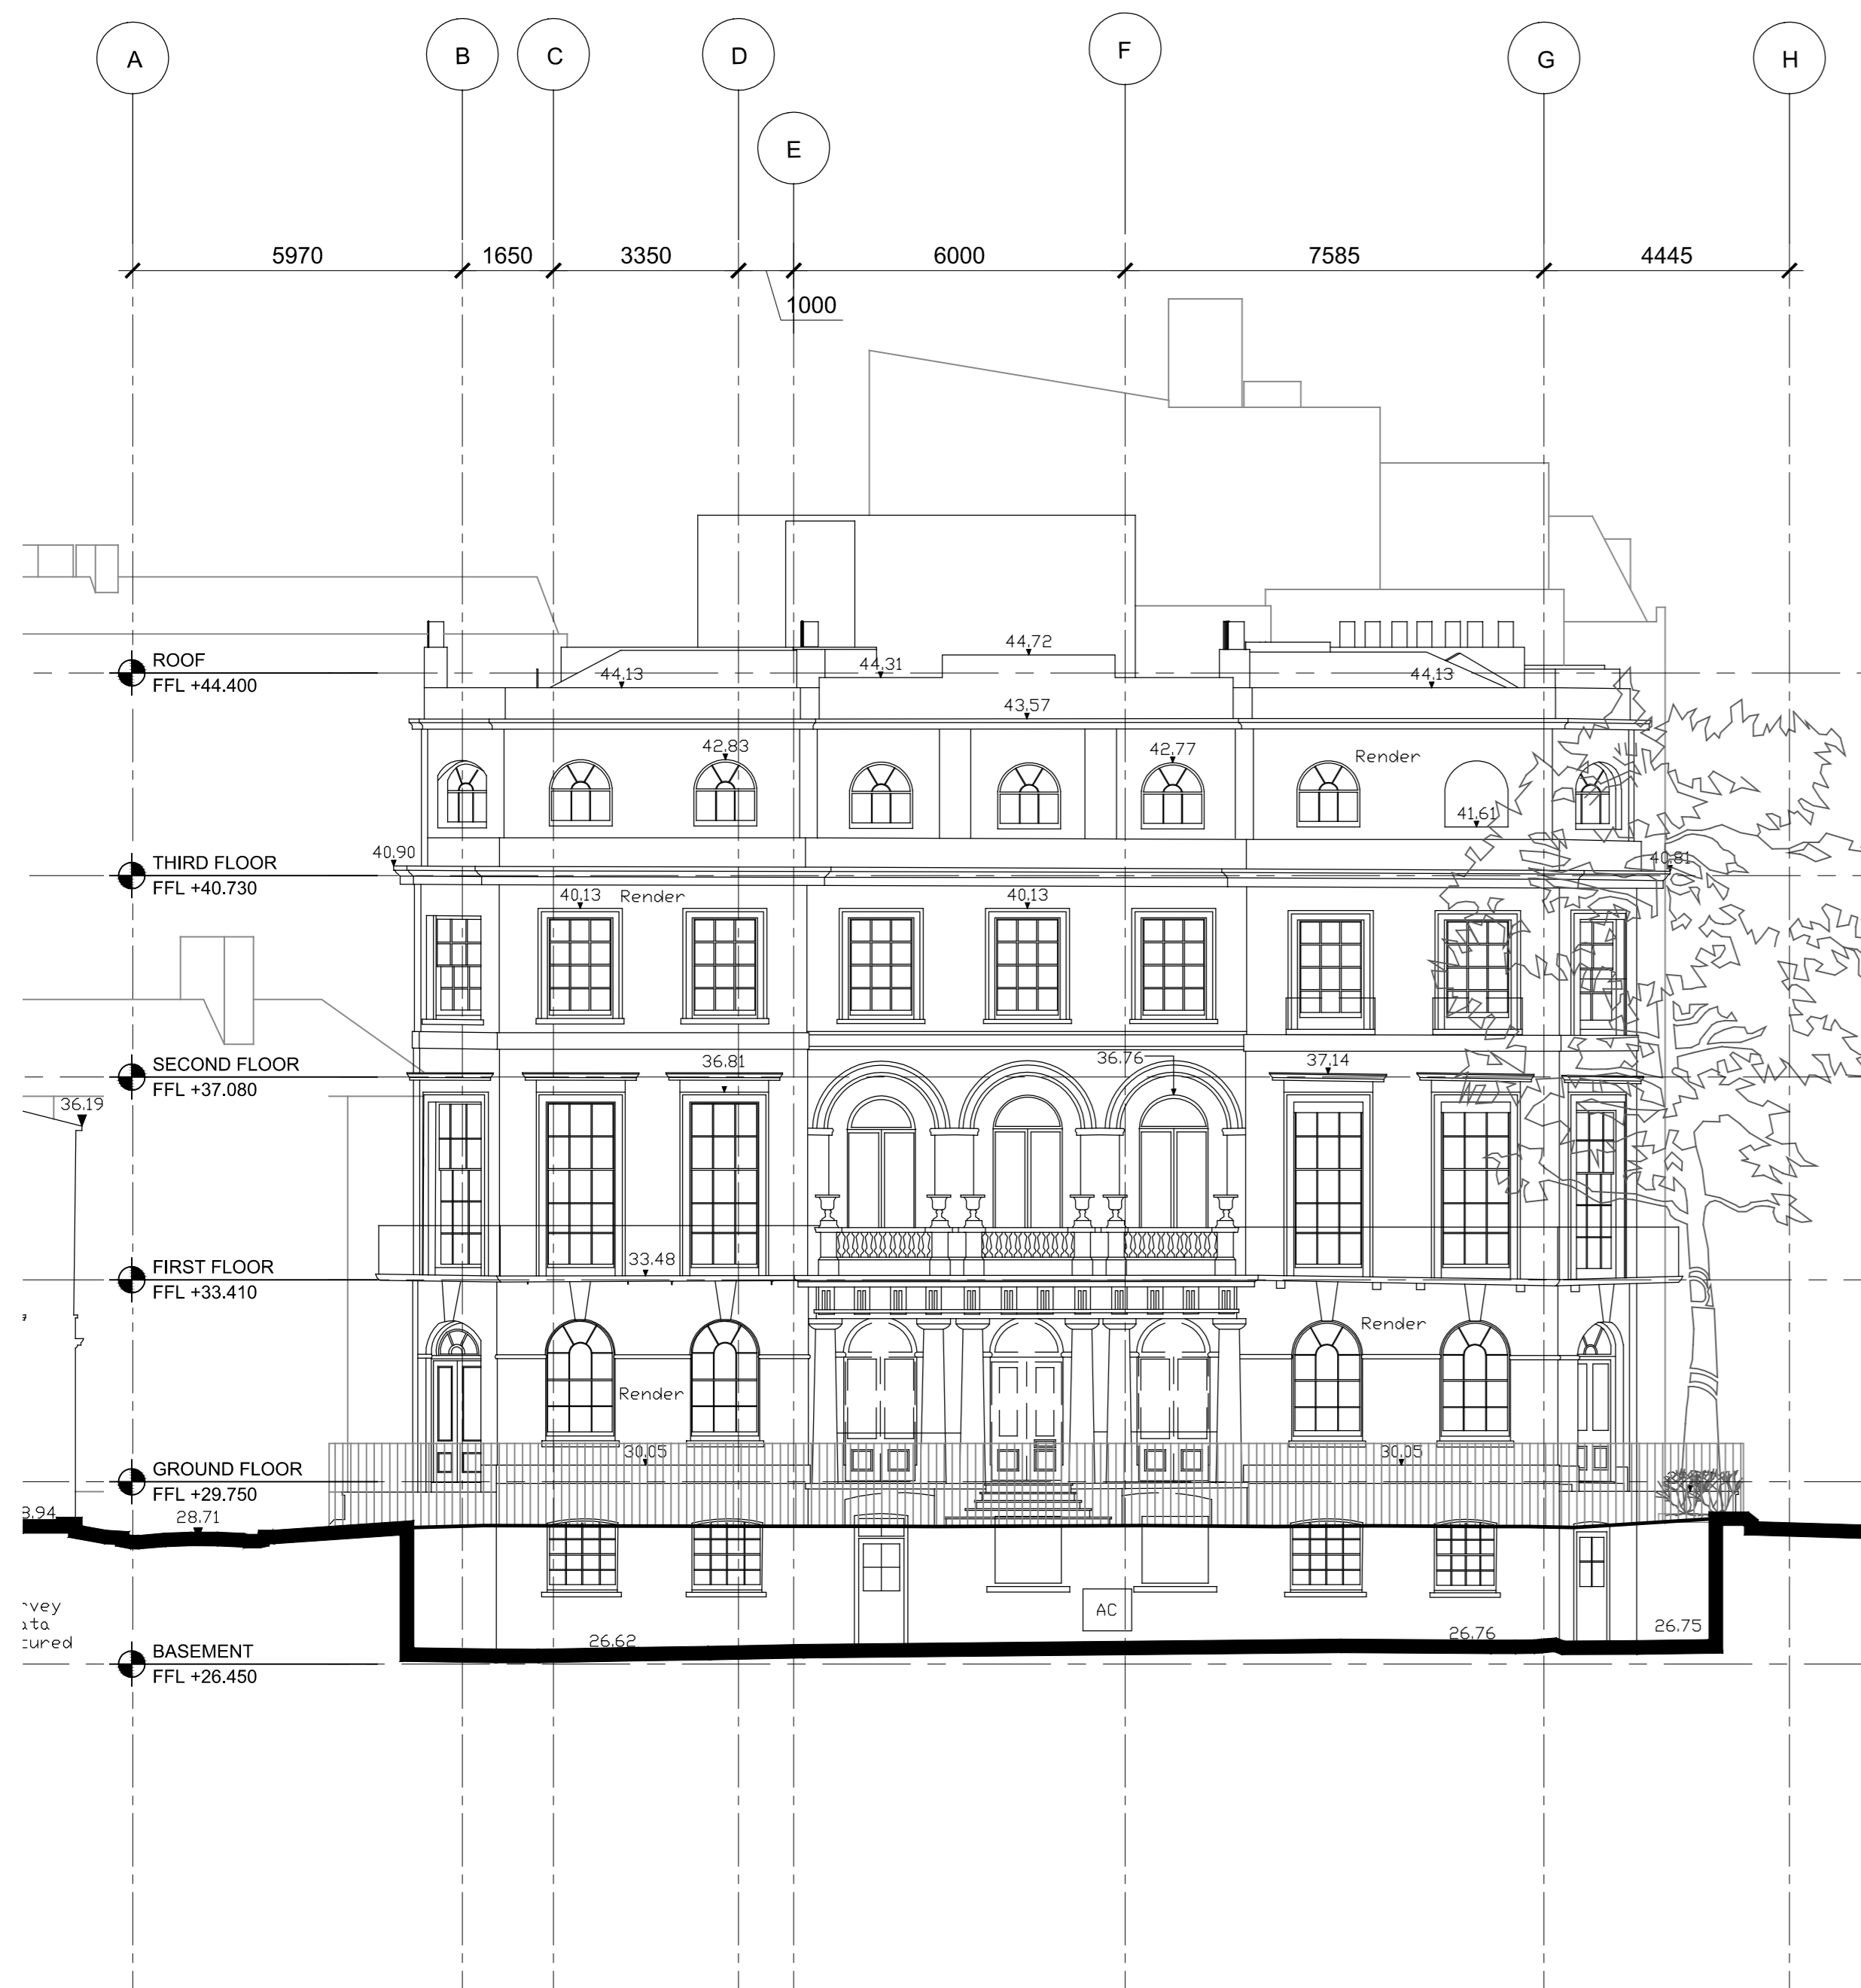 A B C D F G H
E
5970 1650 3350 6000 7585 4445
1000
44.72
ROOF
44.31
FFL +44.400
44.13 44.13
43.57
42.83 42.77
Render
41.61
40.90 40.81
THIRD FLOOR
FFL +40.730
40.13 Render 40.13
36.81 36.76 37.14
SECOND FLOOR
FFL +37.080
36.19
33.48
FIRST FLOOR
FFL +33.410
Render
Render
30.05 30.05
GROUND FLOOR
FFL +29.750
8.94 28.71
AC
26.62 26.76 26.75
BASEMENT
FFL +26.450